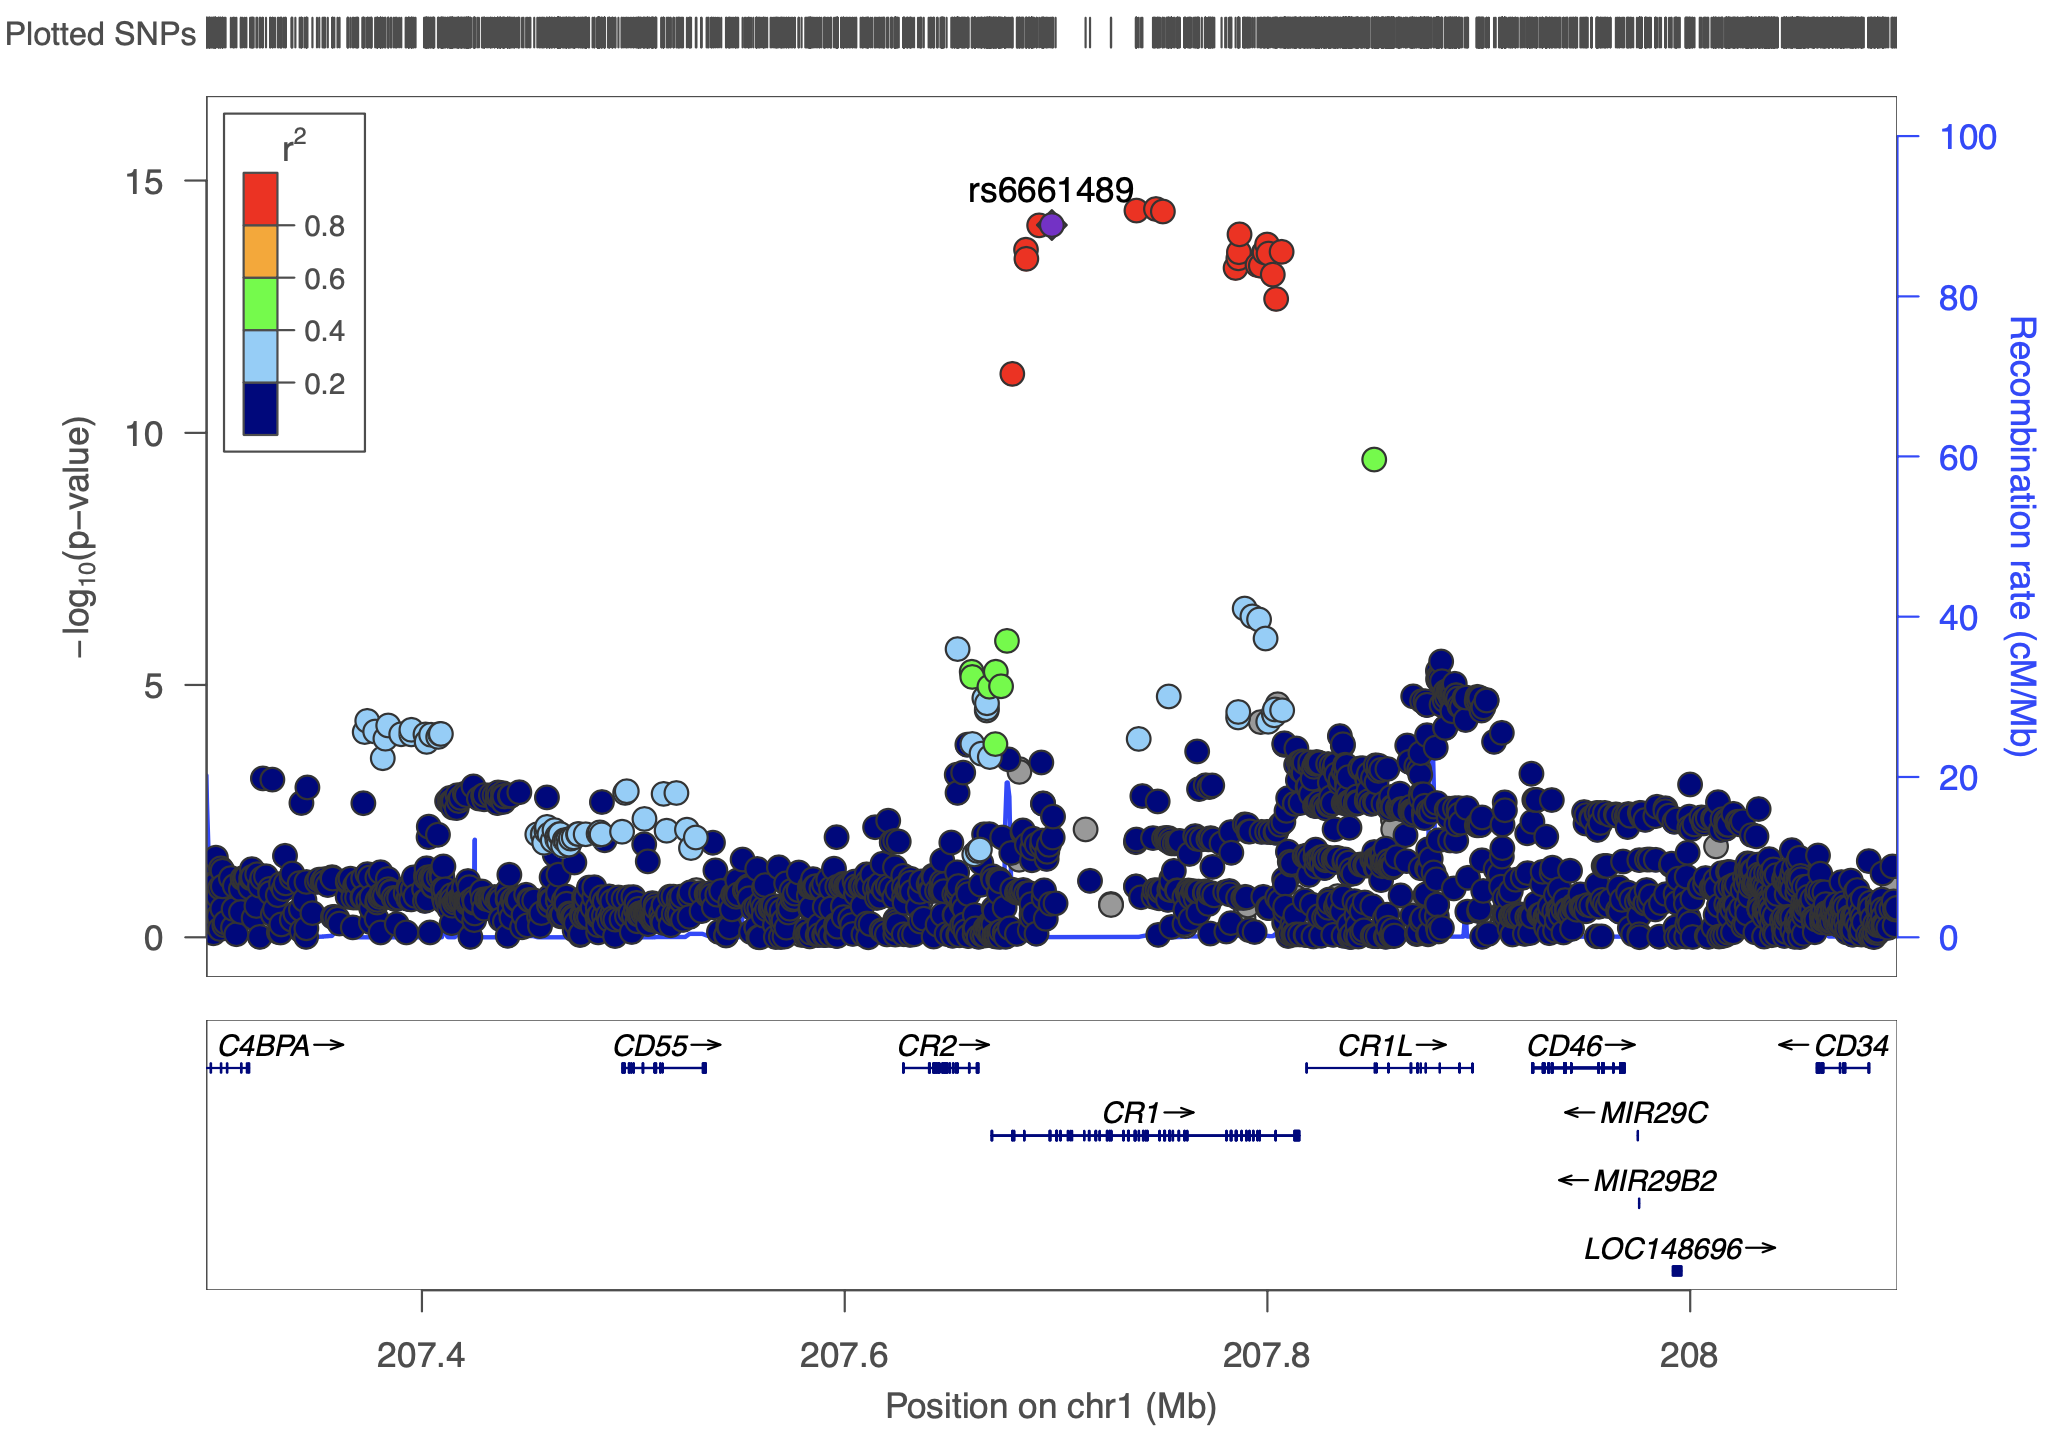 Plotted SNPs
r2
0.8
0.6
0.4
0.2
rs6661489
15
10
5
0
−log10(p−value)
100
80
60
40
20
0
Recombination rate (cM/Mb)
C4BPA→
CD55→
CR2→
CR1L→
CD46→
←CD34
CR1→
←MIR29C
←MIR29B2
LOC148696→
207.4
207.6
207.8
208
Position on chr1 (Mb)